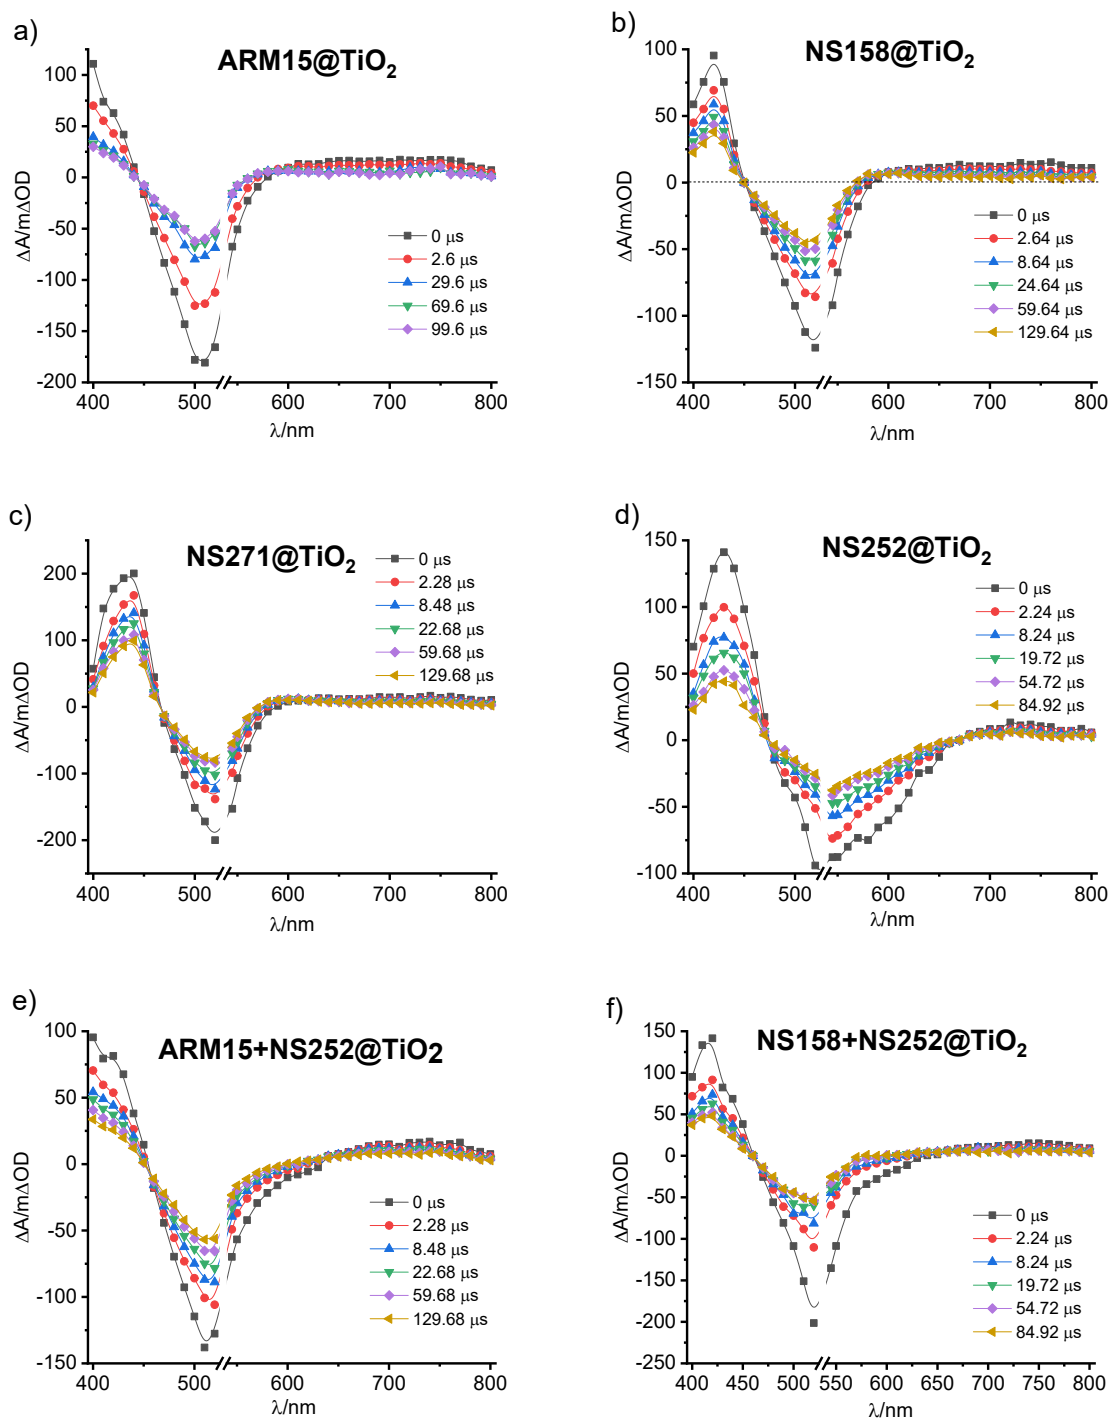 a)
ARM15@TiO2
100
50
0
-50
-100
-150
-200
ΔA/mΔOD
0 μs
2.6 μs
29.6 μs
69.6 μs
99.6 μs
400 500 600 700 800
λ/nm
b)
NS158@TiO2
100
50
0
-50
-100
-150
ΔA/mΔOD
0 μs
2.64 μs
8.64 μs
24.64 μs
59.64 μs
129.64 μs
400 500 600 700 800
λ/nm
c)
NS271@TiO2
200
100
0
-100
-200
ΔA/mΔOD
0 μs
2.28 μs
8.48 μs
22.68 μs
59.68 μs
129.68 μs
400 500 600 700 800
λ/nm
d)
NS252@TiO2
150
100
50
0
-50
-100
ΔA/mΔOD
0 μs
2.24 μs
8.24 μs
19.72 μs
54.72 μs
84.92 μs
400 500 600 700 800
λ/nm
e)
ARM15+NS252@TiO2
100
50
0
-50
-100
-150
ΔA/mΔOD
0 μs
2.28 μs
8.48 μs
22.68 μs
59.68 μs
129.68 μs
400 500 600 700 800
λ/nm
f)
NS158+NS252@TiO2
150
100
50
0
-50
-100
-150
-200
-250
ΔA/mΔOD
0 μs
2.24 μs
8.24 μs
19.72 μs
54.72 μs
84.92 μs
400 450 500 550 600 650 700 750 800
λ/nm